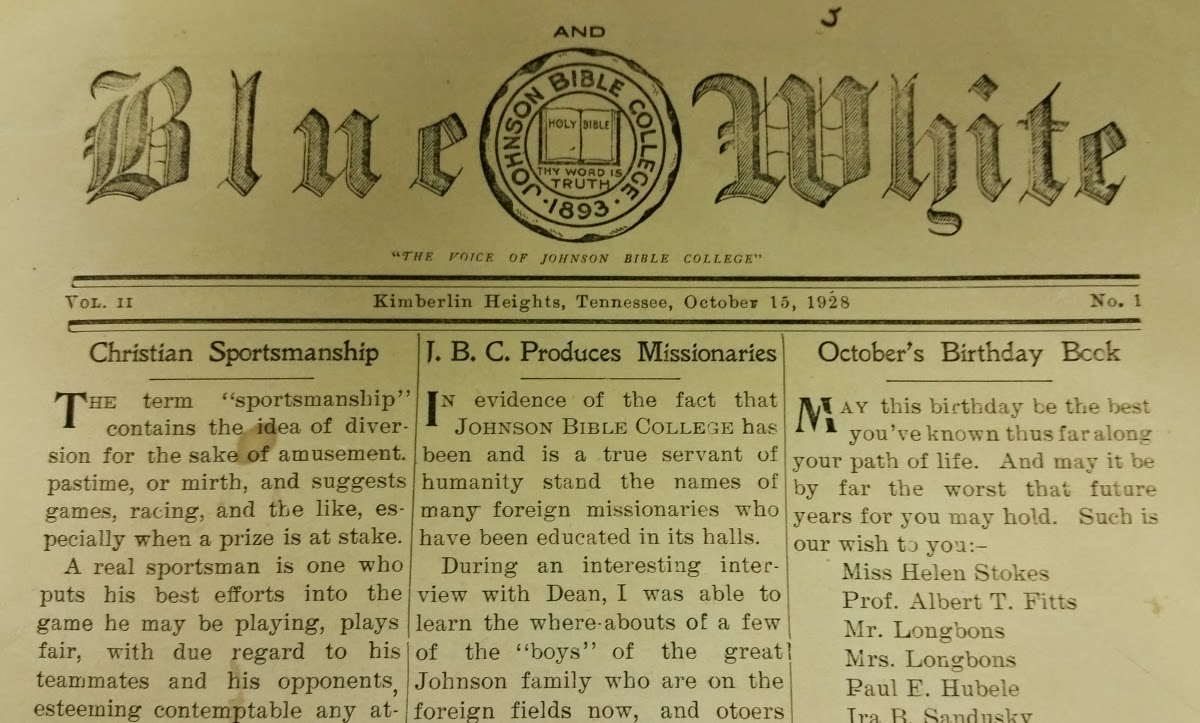 5
AND
Blue White
JOHNSON BIBLE COLLEGE
HOLY BIBLE
THY WORD IS
TRUTH
· 1893 ·
"THE VOICE OF JOHNSON BIBLE COLLEGE"
VOL. II Kimberlin Heights, Tennessee, October 15, 1928 No. 1
Christian Sportsmanship
THE term "sportsmanship"
contains the idea of diver-
sion for the sake of amusement.
pastime, or mirth, and suggests
games, racing, and the like, es-
pecially when a prize is at stake.
A real sportsman is one who
puts his best efforts into the
game he may be playing, plays
fair, with due regard to his
teammates and his opponents,
esteeming contemptable any at-
J. B. C. Produces Missionaries
IN evidence of the fact that
JOHNSON BIBLE COLLEGE has
been and is a true servant of
humanity stand the names of
many foreign missionaries who
have been educated in its halls.
During an interesting inter-
view with Dean, I was able to
learn the where-abouts of a few
of the "boys" of the great
Johnson family who are on the
foreign fields now, and otoers
October's Birthday Bcck
MAY this birthday be the best
you've known thus far along
your path of life. And may it be
by far the worst that future
years for you may hold. Such is
our wish to you:-
Miss Helen Stokes
Prof. Albert T. Fitts
Mr. Longbons
Mrs. Longbons
Paul E. Hubele
Ira B. Sandusky